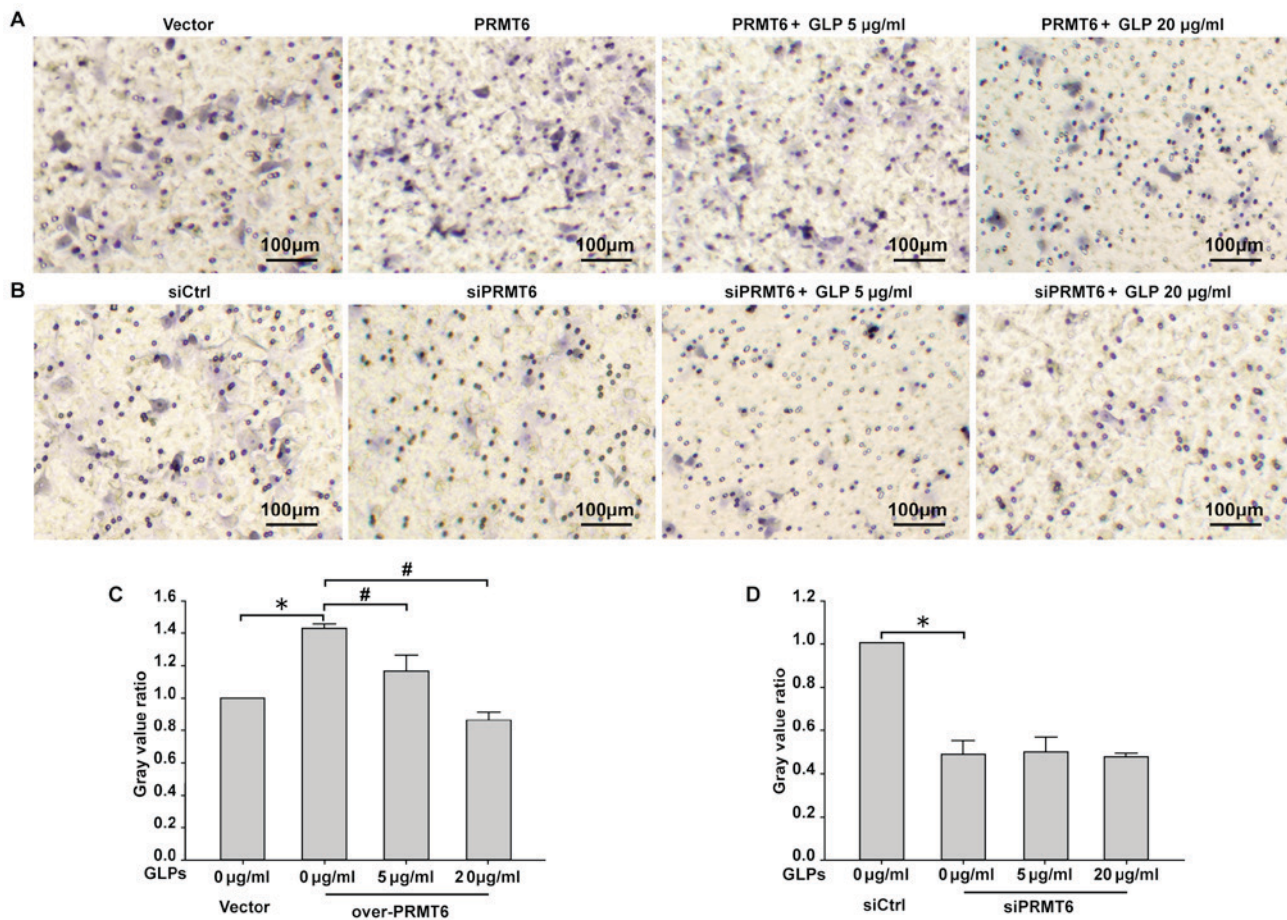 A
Vector PRMT6 PRMT6 + GLP 5 µg/ml PRMT6 + GLP 20 µg/ml
100µm 100µm 100µm 100µm
B
siCtrl siPRMT6 siPRMT6 + GLP 5 µg/ml siPRMT6 + GLP 20 µg/ml
100µm 100µm 100µm 100µm
C
Gray value ratio
1.6
1.4
1.2
1.0
0.8
0.6
0.4
0.2
0.0
* # #
GLPs 0 µg/ml 0 µg/ml 5 µg/ml 20 µg/ml
Vector over-PRMT6
D
Gray value ratio
1.2
1.0
0.8
0.6
0.4
0.2
0.0
*
GLPs 0 µg/ml 0 µg/ml 5 µg/ml 20 µg/ml
siCtrl siPRMT6